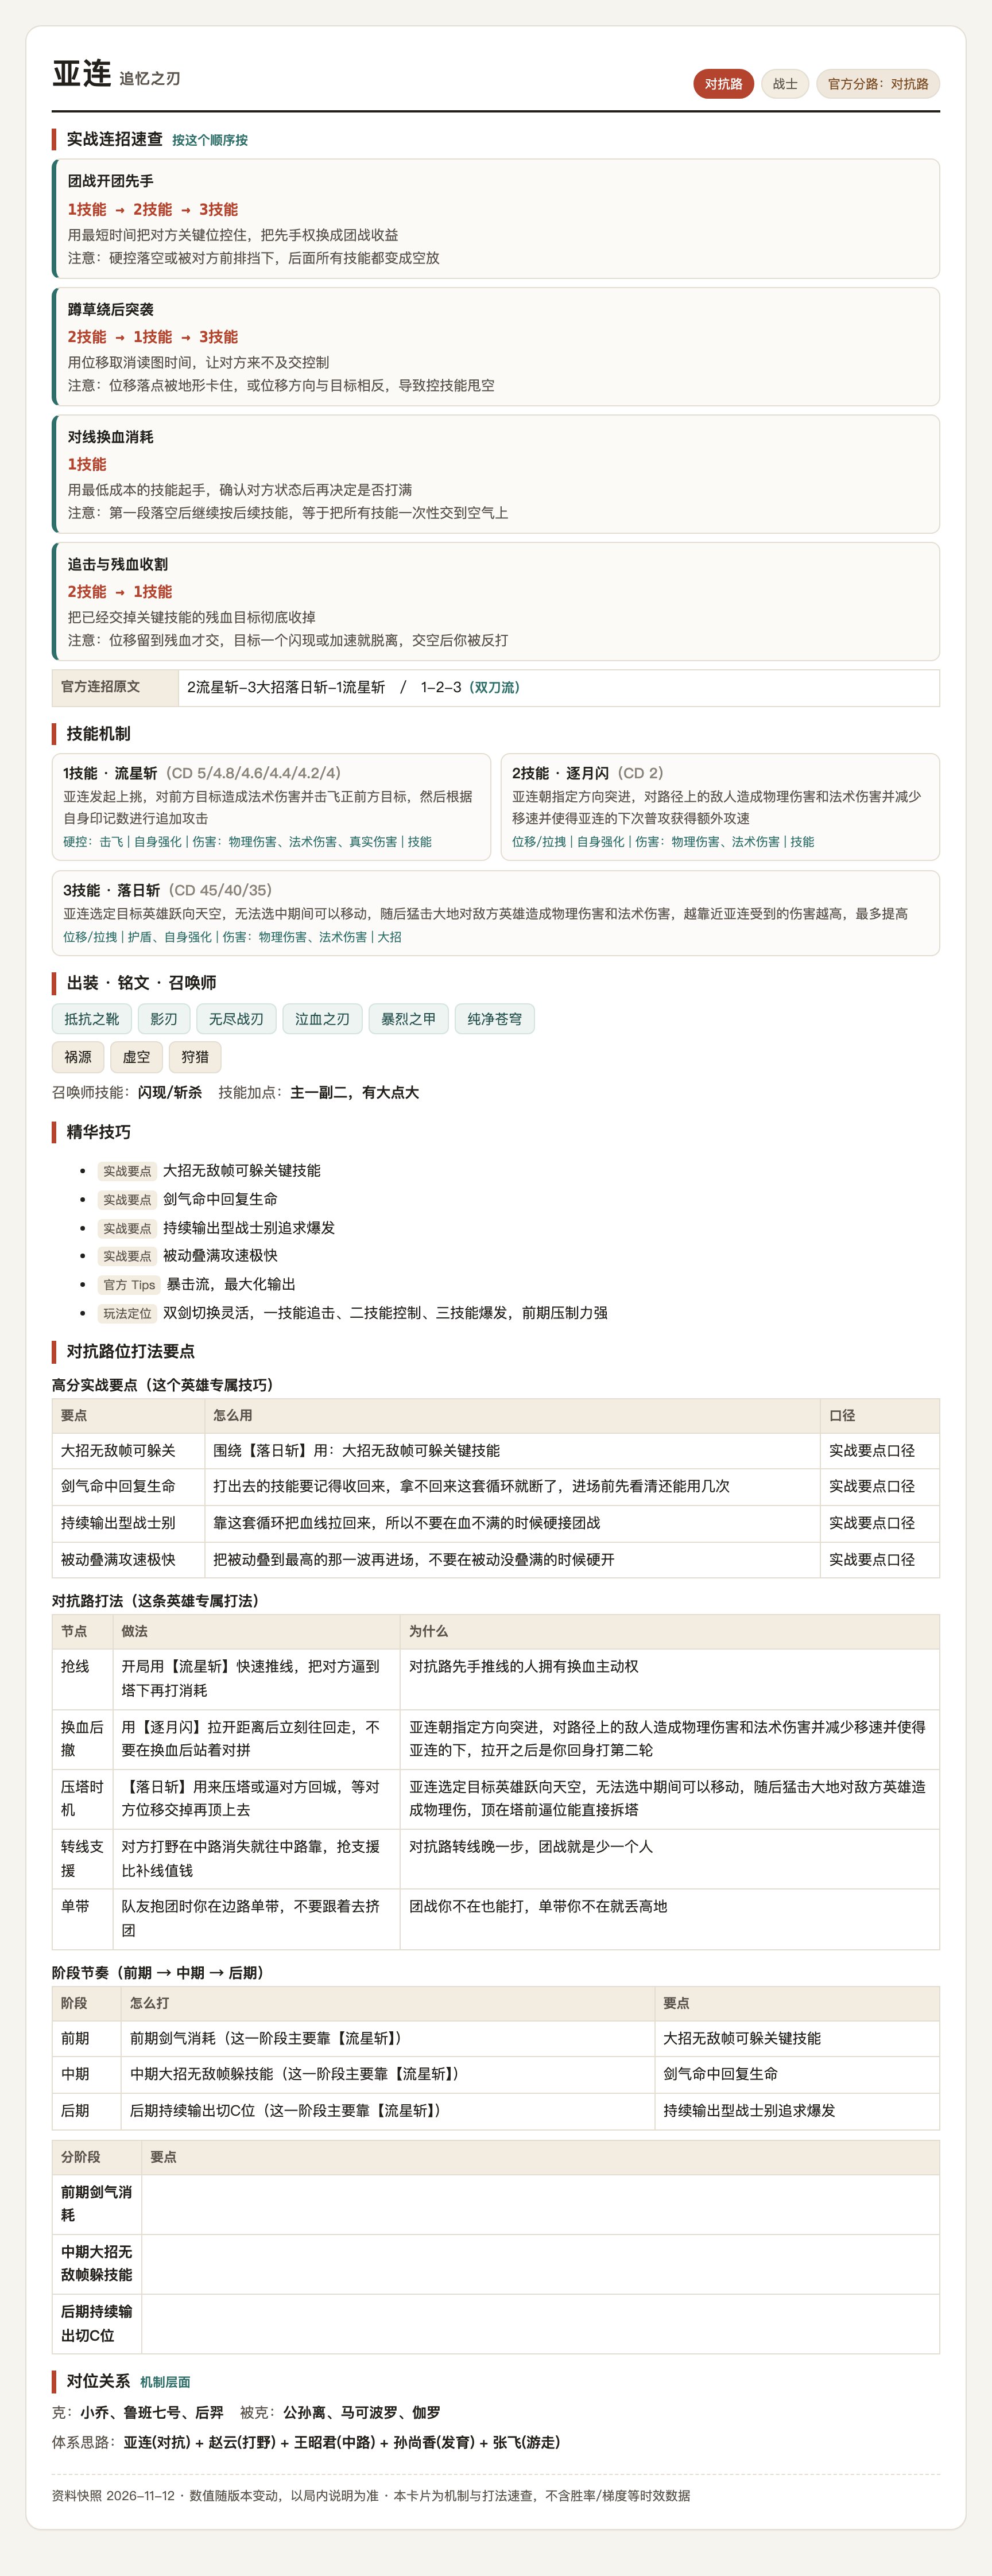 亚连 追忆之刃
对抗路 战士 官方分路：对抗路
实战连招速查 按这个顺序按
团战开团先手
1技能 → 2技能 → 3技能
用最短时间把对方关键位控住，把先手权换成团战收益
注意：硬控落空或被对方前排挡下，后面所有技能都变成空放
蹲草绕后突袭
2技能 → 1技能 → 3技能
用位移取消读图时间，让对方来不及交控制
注意：位移落点被地形卡住，或位移方向与目标相反，导致控技能甩空
对线换血消耗
1技能
用最低成本的技能起手，确认对方状态后再决定是否打满
注意：第一段落空后继续按后续技能，等于把所有技能一次性交到空气上
追击与残血收割
2技能 → 1技能
把已经交掉关键技能的残血目标彻底收掉
注意：位移留到残血才交，目标一个闪现或加速就脱离，交空后你被反打
官方连招原文 2流星斩-3大招落日斩-1流星斩 / 1-2-3（双刀流）
技能机制
1技能 · 流星斩（CD 5/4.8/4.6/4.4/4.2/4）
亚连发起上挑，对前方目标造成法术伤害并击飞正前方目标，然后根据
自身印记数进行追加攻击
硬控：击飞 | 自身强化 | 伤害：物理伤害、法术伤害、真实伤害 | 技能
2技能 · 逐月闪（CD 2）
亚连朝指定方向突进，对路径上的敌人造成物理伤害和法术伤害并减少
移速并使得亚连的下次普攻获得额外攻速
位移/拉拽 | 自身强化 | 伤害：物理伤害、法术伤害 | 技能
3技能 · 落日斩（CD 45/40/35）
亚连选定目标英雄跃向天空，无法选中期间可以移动，随后猛击大地对敌方英雄造成物理伤害和法术伤害，越靠近亚连受到的伤害越高，最多提高
位移/拉拽 | 护盾、自身强化 | 伤害：物理伤害、法术伤害 | 大招
出装 · 铭文 · 召唤师
抵抗之靴 影刃 无尽战刃 泣血之刃 暴烈之甲 纯净苍穹
祸源 虚空 狩猎
召唤师技能：闪现/斩杀 技能加点：主一副二，有大点大
精华技巧
• 实战要点 大招无敌帧可躲关键技能
• 实战要点 剑气命中回复生命
• 实战要点 持续输出型战士别追求爆发
• 实战要点 被动叠满攻速极快
• 官方 Tips 暴击流，最大化输出
• 玩法定位 双剑切换灵活，一技能追击、二技能控制、三技能爆发，前期压制力强
对抗路位打法要点
高分实战要点（这个英雄专属技巧）
要点 怎么用 口径
大招无敌帧可躲关 围绕【落日斩】用：大招无敌帧可躲关键技能 实战要点口径
剑气命中回复生命 打出去的技能要记得收回来，拿不回来这套循环就断了，进场前先看清还能用几次 实战要点口径
持续输出型战士别 靠这套循环把血线拉回来，所以不要在血不满的时候硬接团战 实战要点口径
被动叠满攻速极快 把被动叠到最高的那一波再进场，不要在被动没叠满的时候硬开 实战要点口径
对抗路打法（这条英雄专属打法）
节点 做法 为什么
抢线 开局用【流星斩】快速推线，把对方逼到 对抗路先手推线的人拥有换血主动权
塔下再打消耗
换血后 用【逐月闪】拉开距离后立刻往回走，不 亚连朝指定方向突进，对路径上的敌人造成物理伤害和法术伤害并减少移速并使得
撤 要在换血后站着对拼 亚连的下，拉开之后是你回身打第二轮
压塔时 【落日斩】用来压塔或逼对方回城，等对 亚连选定目标英雄跃向天空，无法选中期间可以移动，随后猛击大地对敌方英雄造
机 方位移交掉再顶上去 成物理伤，顶在塔前逼位能直接拆塔
转线支 对方打野在中路消失就往中路靠，抢支援 对抗路转线晚一步，团战就是少一个人
援 比补线值钱
单带 队友抱团时你在边路单带，不要跟着去挤 团战你不在也能打，单带你不在就丢高地
团
阶段节奏（前期 → 中期 → 后期）
阶段 怎么打 要点
前期 前期剑气消耗（这一阶段主要靠【流星斩】） 大招无敌帧可躲关键技能
中期 中期大招无敌帧躲技能（这一阶段主要靠【流星斩】） 剑气命中回复生命
后期 后期持续输出切C位（这一阶段主要靠【流星斩】） 持续输出型战士别追求爆发
分阶段 要点
前期剑气消
耗
中期大招无
敌帧躲技能
后期持续输
出切C位
对位关系 机制层面
克：小乔、鲁班七号、后羿 被克：公孙离、马可波罗、伽罗
体系思路：亚连(对抗) + 赵云(打野) + 王昭君(中路) + 孙尚香(发育) + 张飞(游走)
资料快照 2026-11-12 · 数值随版本变动，以局内说明为准 · 本卡片为机制与打法速查，不含胜率/梯度等时效数据